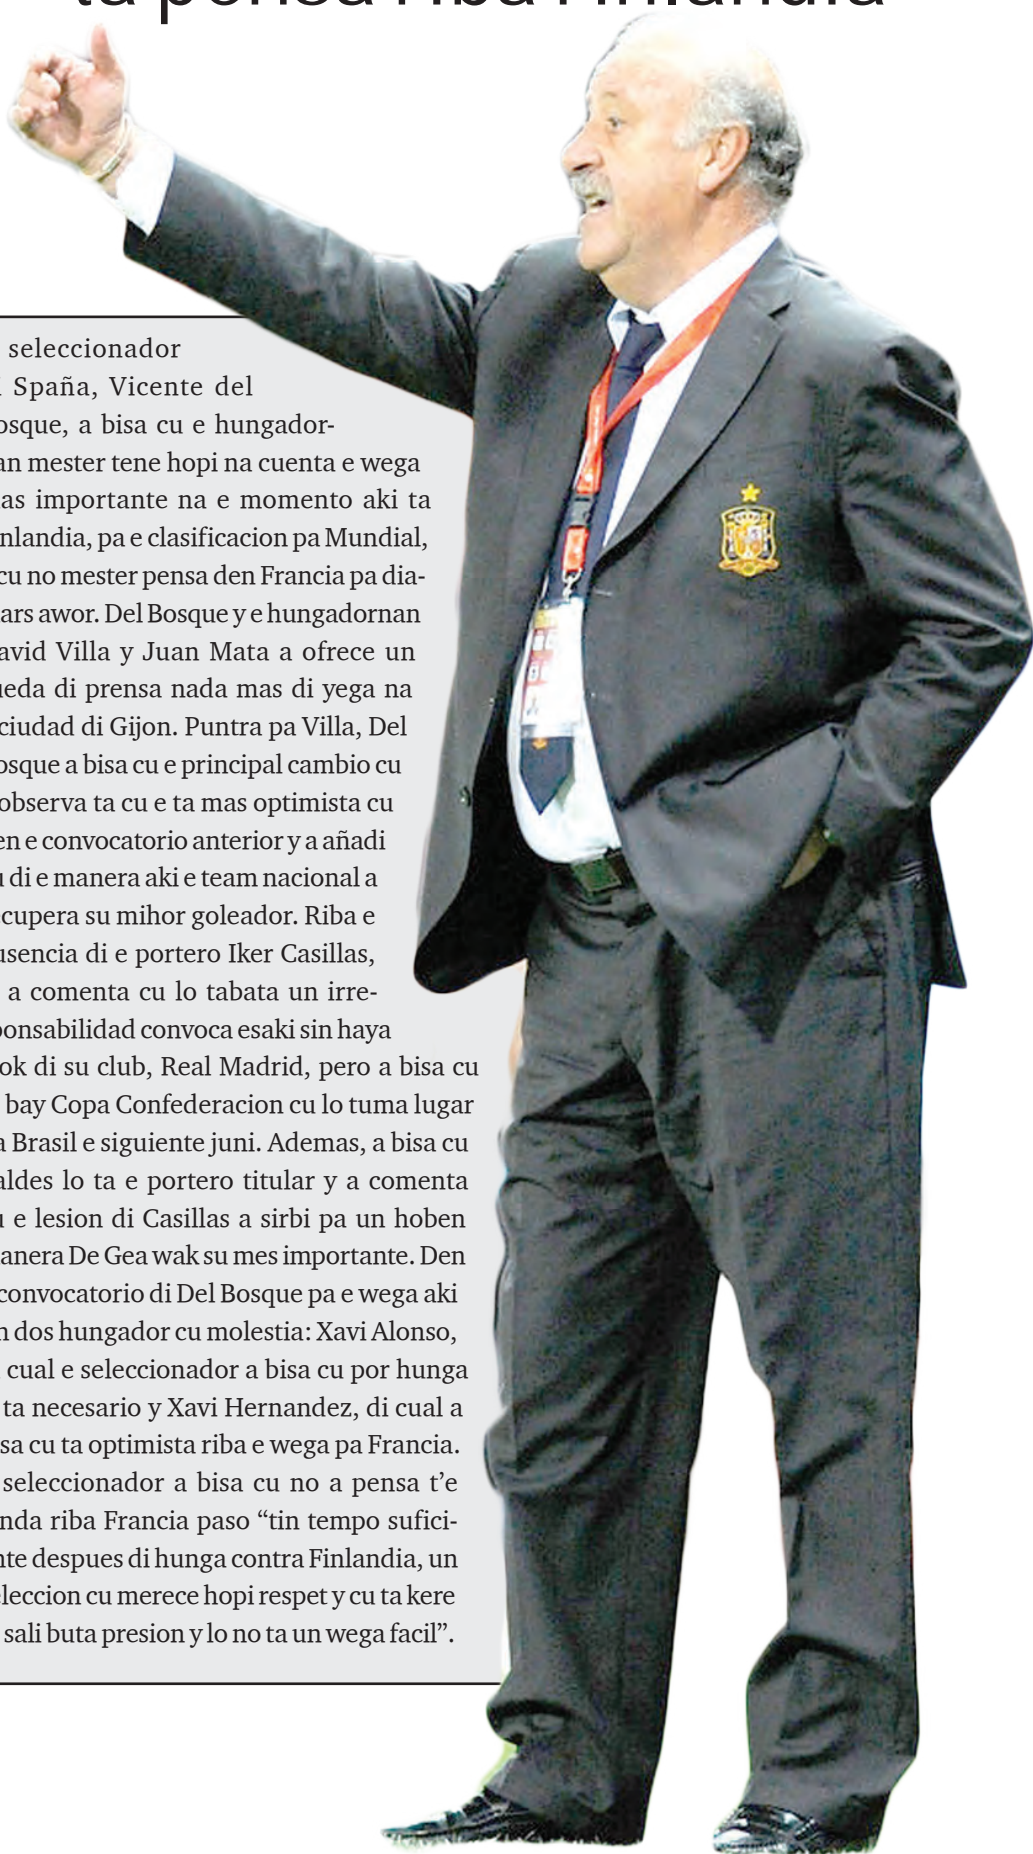 ta pensa riba Finlandia
seleccionador
i Spaña, Vicente del
osque, a bisa cu e hungador-
an mester tene hopi na cuenta e wega
as importante na e momento aki ta
inlandia, pa e clasificacion pa Mundial,
cu no mester pensa den Francia pa dia-
ars awor. Del Bosque y e hungadornan
avid Villa y Juan Mata a ofrece un
ueda di prensa nada mas di yega na
ciudad di Gijon. Puntra pa Villa, Del
osque a bisa cu e principal cambio cu
observa ta cu e ta mas optimista cu
en e convocatorio anterior y a añadi
u di e manera aki e team nacional a
ecupera su mihor goleador. Riba e
usencia di e portero Iker Casillas,
a comenta cu lo tabata un irre-
ponsabilidad convoca esaki sin haya
ok di su club, Real Madrid, pero a bisa cu
bay Copa Confederacion cu lo tuma lugar
a Brasil e siguiente juni. Ademas, a bisa cu
aldes lo ta e portero titular y a comenta
u e lesion di Casillas a sirbi pa un hoben
anera De Gea wak su mes importante. Den
convocatorio di Del Bosque pa e wega aki
n dos hungador cu molestia: Xavi Alonso,
cual e seleccionador a bisa cu por hunga
ta necesario y Xavi Hernandez, di cual a
sa cu ta optimista riba e wega pa Francia.
seleccionador a bisa cu no a pensa t’e
nda riba Francia paso “tin tempo sufici-
nte despues di hunga contra Finlandia, un
eleccion cu merece hopi respet y cu ta kere
sali buta presion y lo no ta un wega facil”.